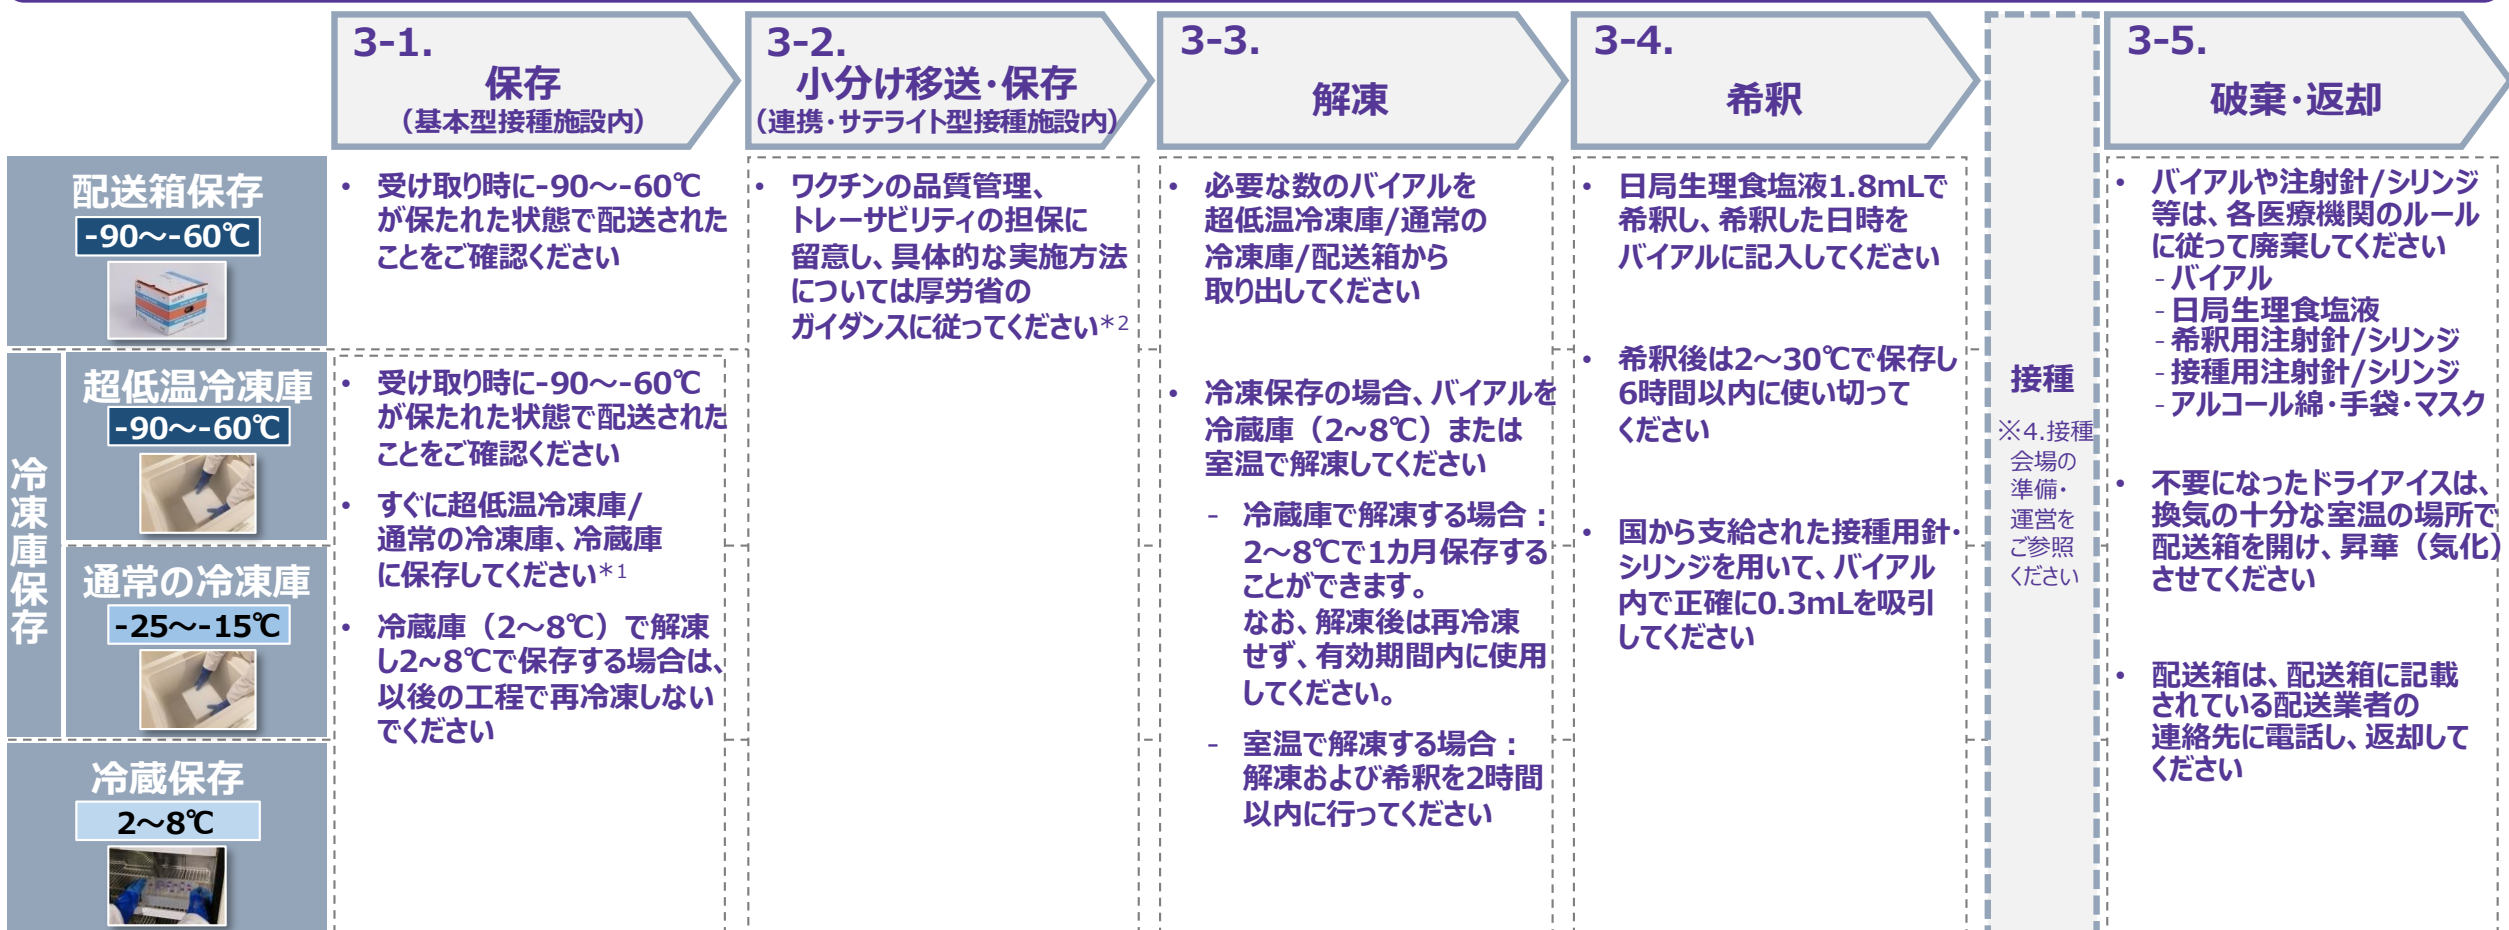 3-1.
保存
（基本型接種施設内）
3-2.
小分け移送・保存
（連携・サテライト型接種施設内）
3-3.
解凍
3-4.
希釈
3-5.
破棄・返却
配送箱保存
-90～-60℃
冷凍庫保存
超低温冷凍庫
-90～-60℃
通常の冷凍庫
-25～-15℃
冷蔵保存
2～8℃
• 受け取り時に-90～-60℃
が保たれた状態で配送された
ことをご確認ください
• 受け取り時に-90～-60℃
が保たれた状態で配送された
ことをご確認ください
• すぐに超低温冷凍庫/
通常の冷凍庫、冷蔵庫
に保存してください＊1
• 冷蔵庫（2～8℃）で解凍
し2~8℃で保存する場合は、
以後の工程で再冷凍しない
でください
• ワクチンの品質管理、
トレーサビリティの担保に
留意し、具体的な実施方法
については厚労省の
ガイダンスに従ってください＊2
• 必要な数のバイアルを
超低温冷凍庫/通常の
冷凍庫/配送箱から
取り出してください
• 冷凍保存の場合、バイアルを
冷蔵庫（2~8℃）または
室温で解凍してください
- 冷蔵庫で解凍する場合：
2～8℃で1カ月保存する
ことができます。
なお、解凍後は再冷凍
せず、有効期間内に使用
してください。
- 室温で解凍する場合：
解凍および希釈を2時間
以内に行ってください
• 日局生理食塩液1.8mLで
希釈し、希釈した日時を
バイアルに記入してください
• 希釈後は2～30℃で保存し
6時間以内に使い切って
ください
• 国から支給された接種用針・
シリンジを用いて、バイアル
内で正確に0.3mLを吸引
してください
接種
※4.接種
会場の
準備・
運営を
ご参照
ください
• バイアルや注射針/シリンジ
等は、各医療機関のルール
に従って廃棄してください
- バイアル
- 日局生理食塩液
- 希釈用注射針/シリンジ
- 接種用注射針/シリンジ
- アルコール綿・手袋・マスク
• 不要になったドライアイスは、
換気の十分な室温の場所で
配送箱を開け、昇華（気化）
させてください
• 配送箱は、配送箱に記載
されている配送業者の
連絡先に電話し、返却して
ください